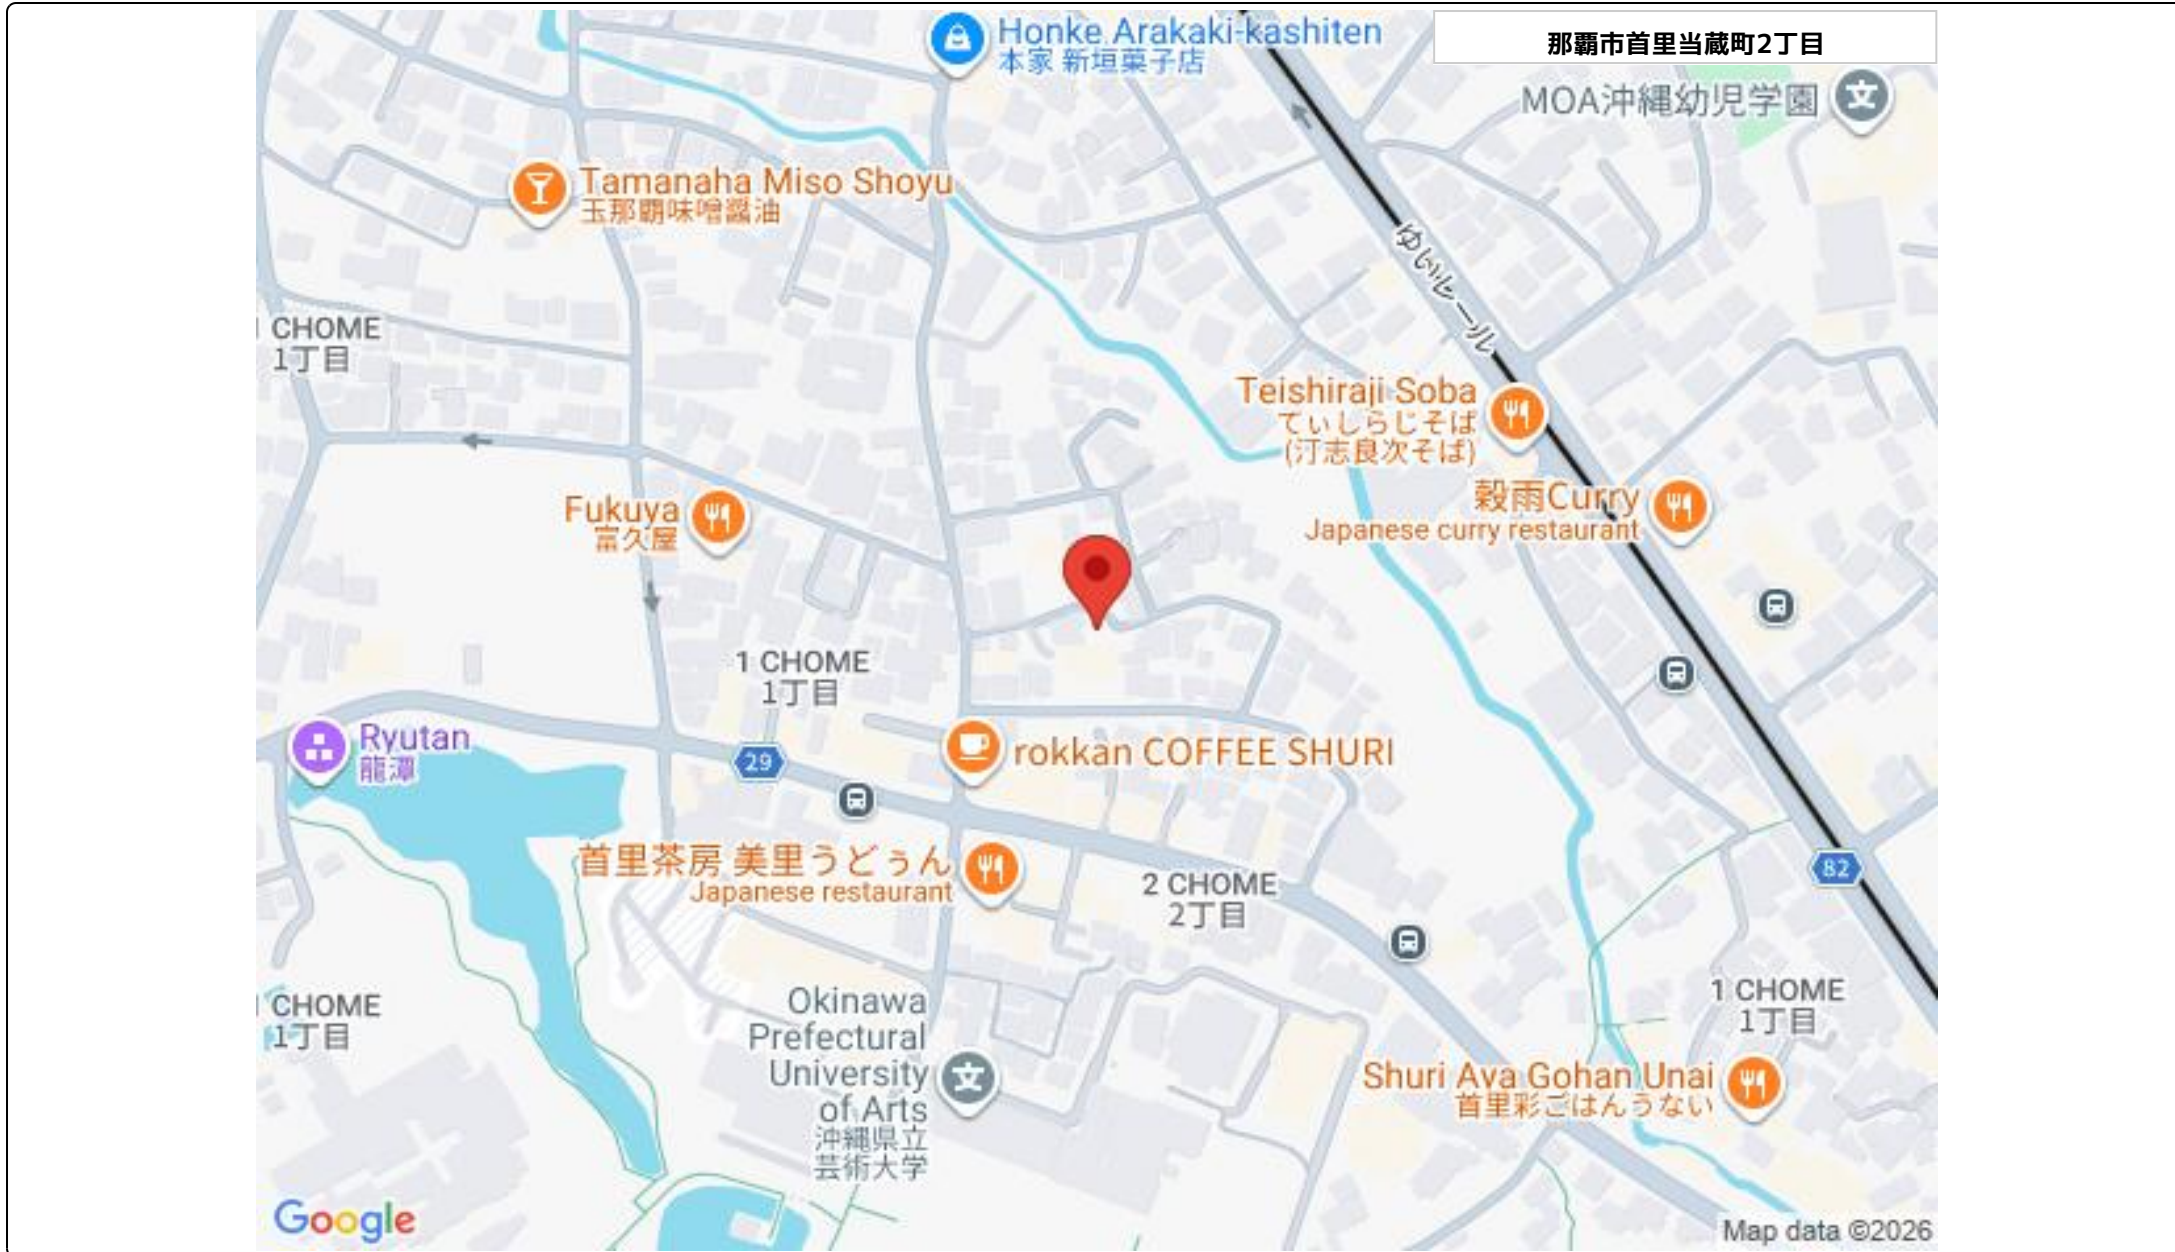 Honke Arakaki-kashiten
本家 新垣菓子店
那覇市首里当蔵町2丁目
MOA沖縄幼児学園
Tamanaha Miso Shoyu
玉那覇味噌醤油
ゆいレール
1 CHOME
1丁目
Teishiraji Soba
てぃしらじそば
(汀志良次そば)
Fukuya
富久屋
穀雨Curry
Japanese curry restaurant
1 CHOME
1丁目
Ryutan
龍潭
29
rokkan COFFEE SHURI
首里茶房 美里うどぅん
Japanese restaurant
2 CHOME
2丁目
82
1 CHOME
1丁目
Okinawa
Prefectural
University
of Arts
沖縄県立
芸術大学
文
1 CHOME
1丁目
Shuri Aya Gohan Unai
首里彩ごはんうない
Google
Map data ©2026